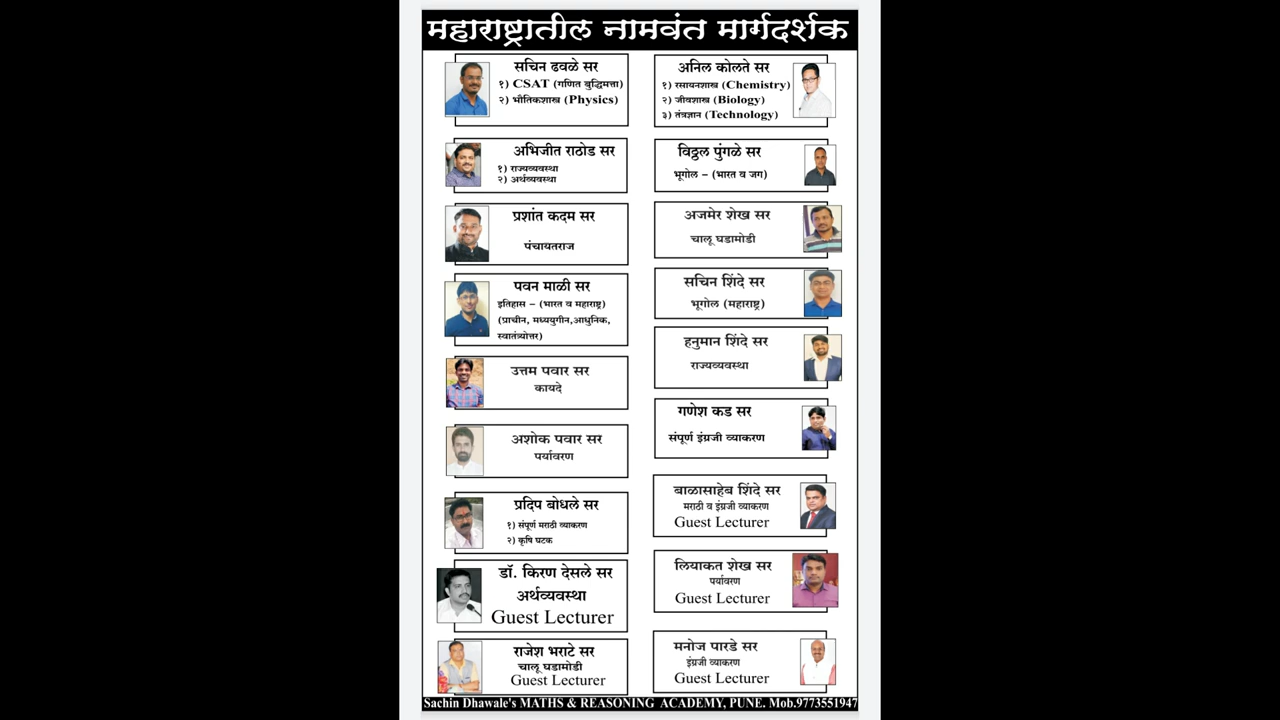 महाराष्ट्रातील नामवंत मार्गदर्शक
सचिन ढवळे सर
१) CSAT (गणित बुद्धिमत्ता)
२) भौतिकशास्त्र (Physics)
अभिजीत राठोड सर
१) राज्यव्यवस्था
२) अर्थव्यवस्था
प्रशांत कदम सर
पंचायतराज
पवन माळी सर
इतिहास – (भारत व महाराष्ट्र)
(प्राचीन, मध्ययुगीन,आधुनिक,
स्वातंत्र्योत्तर)
उत्तम पवार सर
कायदे
अशोक पवार सर
पर्यावरण
प्रदिप बोधले सर
१) संपूर्ण मराठी व्याकरण
२) कृषि घटक
डॉ. किरण देसले सर
अर्थव्यवस्था
Guest Lecturer
राजेश भराटे सर
चालू घडामोडी
Guest Lecturer
अनिल कोलते सर
१) रसायनशास्त्र (Chemistry)
२) जीवशास्त्र (Biology)
३) तंत्रज्ञान (Technology)
विठ्ठल पुंगळे सर
भूगोल – (भारत व जग)
अजमेर शेख सर
चालू घडामोडी
सचिन शिंदे सर
भूगोल (महाराष्ट्र)
हनुमान शिंदे सर
राज्यव्यवस्था
गणेश कड सर
संपूर्ण इंग्रजी व्याकरण
बाळासाहेब शिंदे सर
मराठी व इंग्रजी व्याकरण
Guest Lecturer
लियाकत शेख सर
पर्यावरण
Guest Lecturer
मनोज पारडे सर
इंग्रजी व्याकरण
Guest Lecturer
Sachin Dhawale's MATHS & REASONING ACADEMY, PUNE. Mob.9773551947